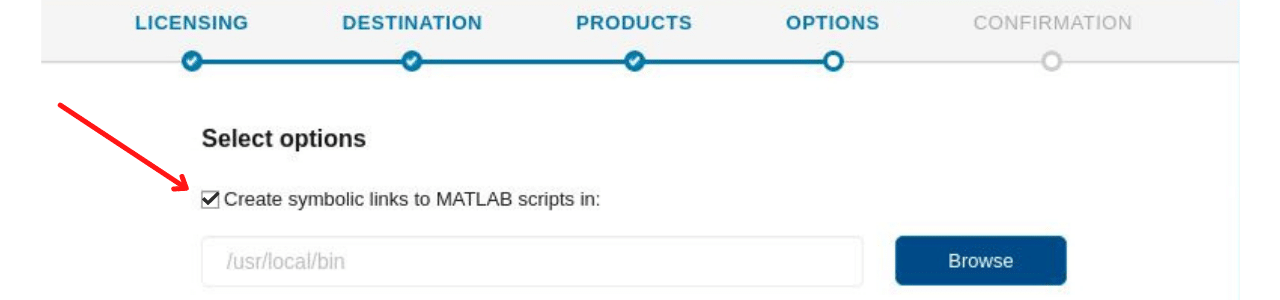 LICENSING DESTINATION PRODUCTS OPTIONS CONFIRMATION
Select options
Create symbolic links to MATLAB scripts in:
/usr/local/bin Browse